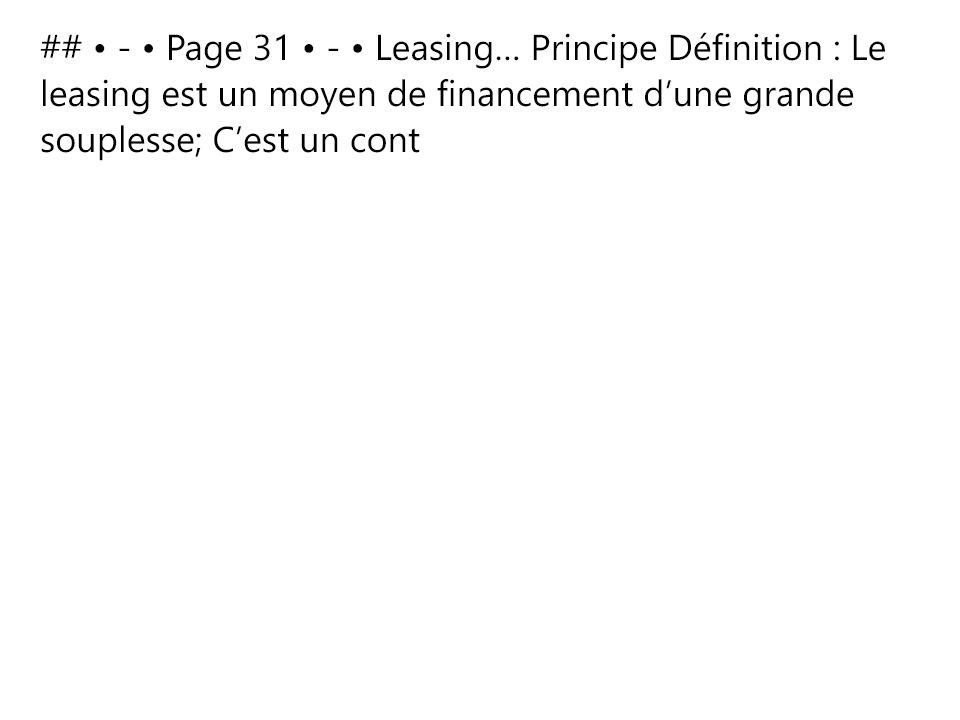 ## • - • Page 31 • - • Leasing… Principe Définition : Le
leasing est un moyen de financement d’une grande
souplesse; C’est un cont